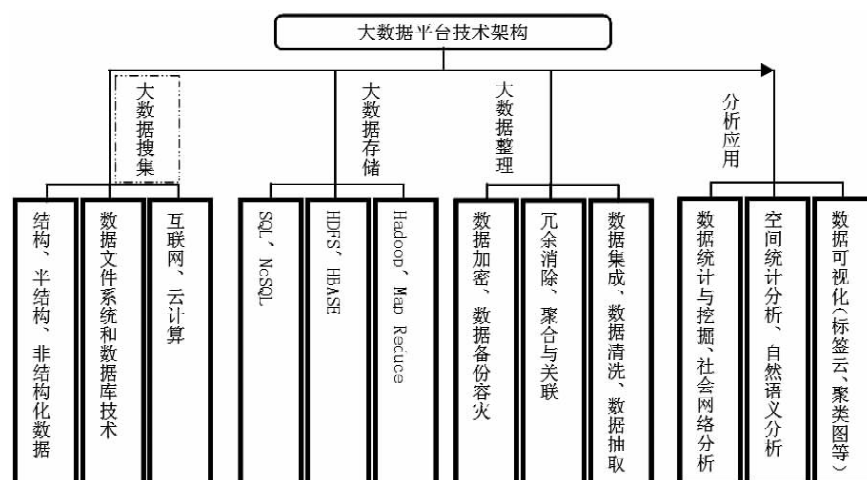 大数据平台技术架构
大数据搜集
大数据存储
大数据整理
分析应用
结构、半结构、非结构化数据
数据文件系统和数据库技术
互联网、云计算
SQL、NcSQL
HDFS、HBASE
Hadoop、Map Reduce
数据加密、数据备份容灾
冗余消除、聚合与关联
数据集成、数据清洗、数据抽取
数据统计与挖掘、社会网络分析
空间统计分析、自然语义分析
数据可视化(标签云、聚类图等)